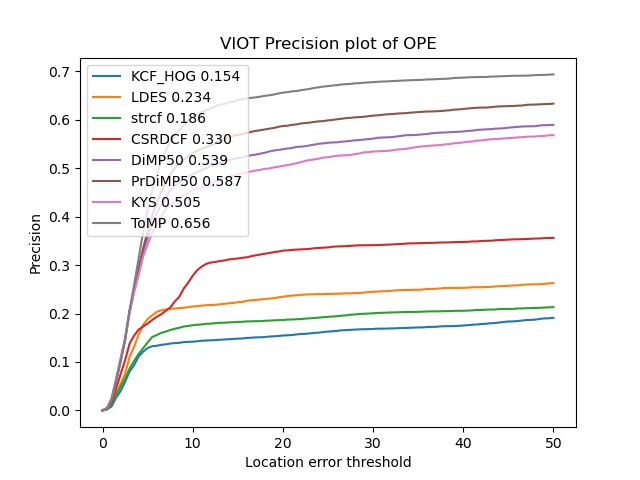 VIOT Precision plot of OPE
0.7
0.6
0.5
0.4
0.3
0.2
0.1
0.0
Precision
KCF_HOG 0.154
LDES 0.234
strcf 0.186
CSRDCF 0.330
DiMP50 0.539
PrDiMP50 0.587
KYS 0.505
ToMP 0.656
0 10 20 30 40 50
Location error threshold